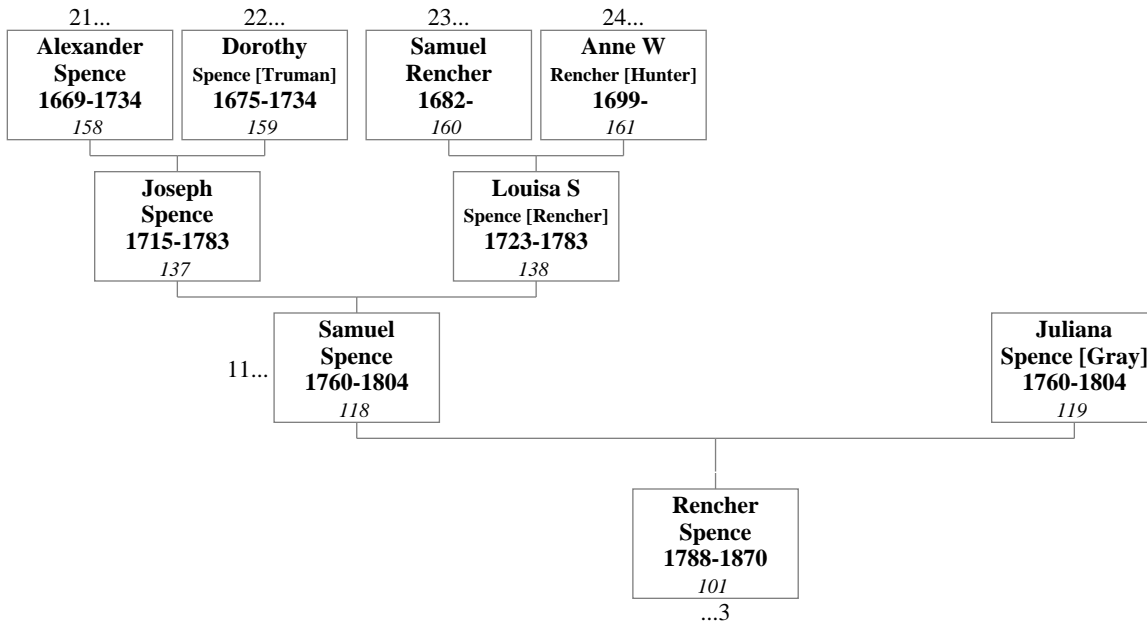 21...
22...
23...
24...
Alexander
Spence
1669-1734
158
Dorothy
Spence [Truman]
1675-1734
159
Samuel
Rencher
1682-
160
Anne W
Rencher [Hunter]
1699-
161
Joseph
Spence
1715-1783
137
Louisa S
Spence [Rencher]
1723-1783
138
11...
Samuel
Spence
1760-1804
118
Juliana
Spence [Gray]
1760-1804
119
Rencher
Spence
1788-1870
101
...3